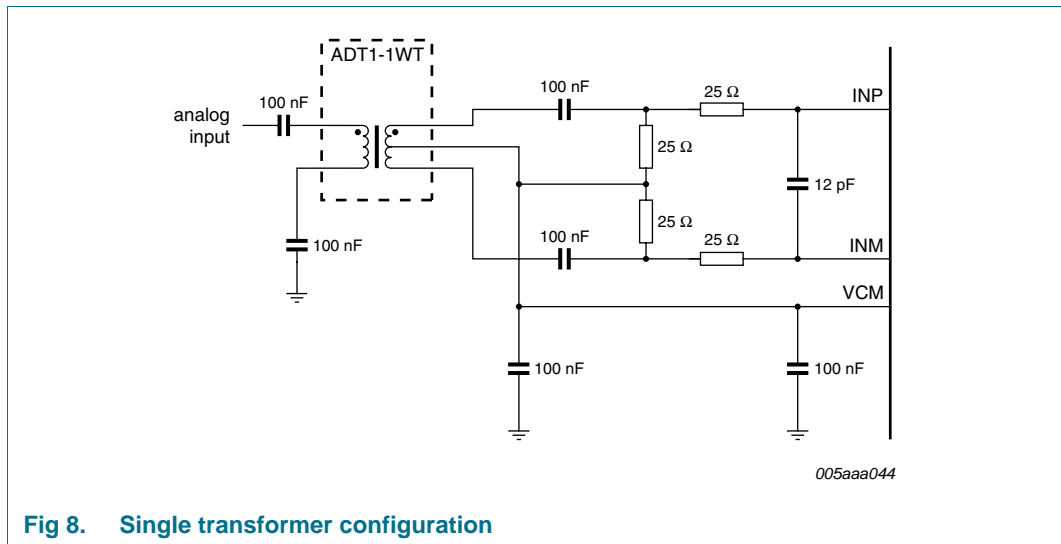 ADT1-1WT
100 nF
25 Ω
INP
100 nF
analog
input
25 Ω
12 pF
25 Ω
100 nF
25 Ω
INM
100 nF
VCM
100 nF
100 nF
005aaa044
Fig 8. Single transformer configuration